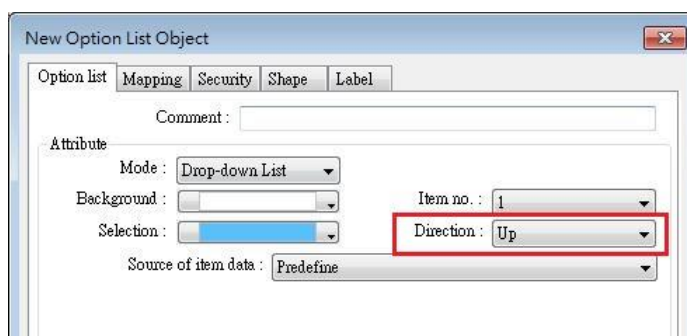 New Option List Object
Option list Mapping Security Shape Label
Comment :
Attribute
Mode : Drop-down List
Background : Item no. : 1
Selection : Direction : Up
Source of item data : Predefine